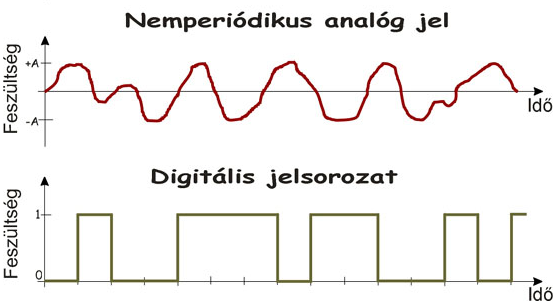 Nemperiódikus analóg jel
Feszültség
+A
-A
Idő
Digitális jelsorozat
Feszültség
1
0
Idő